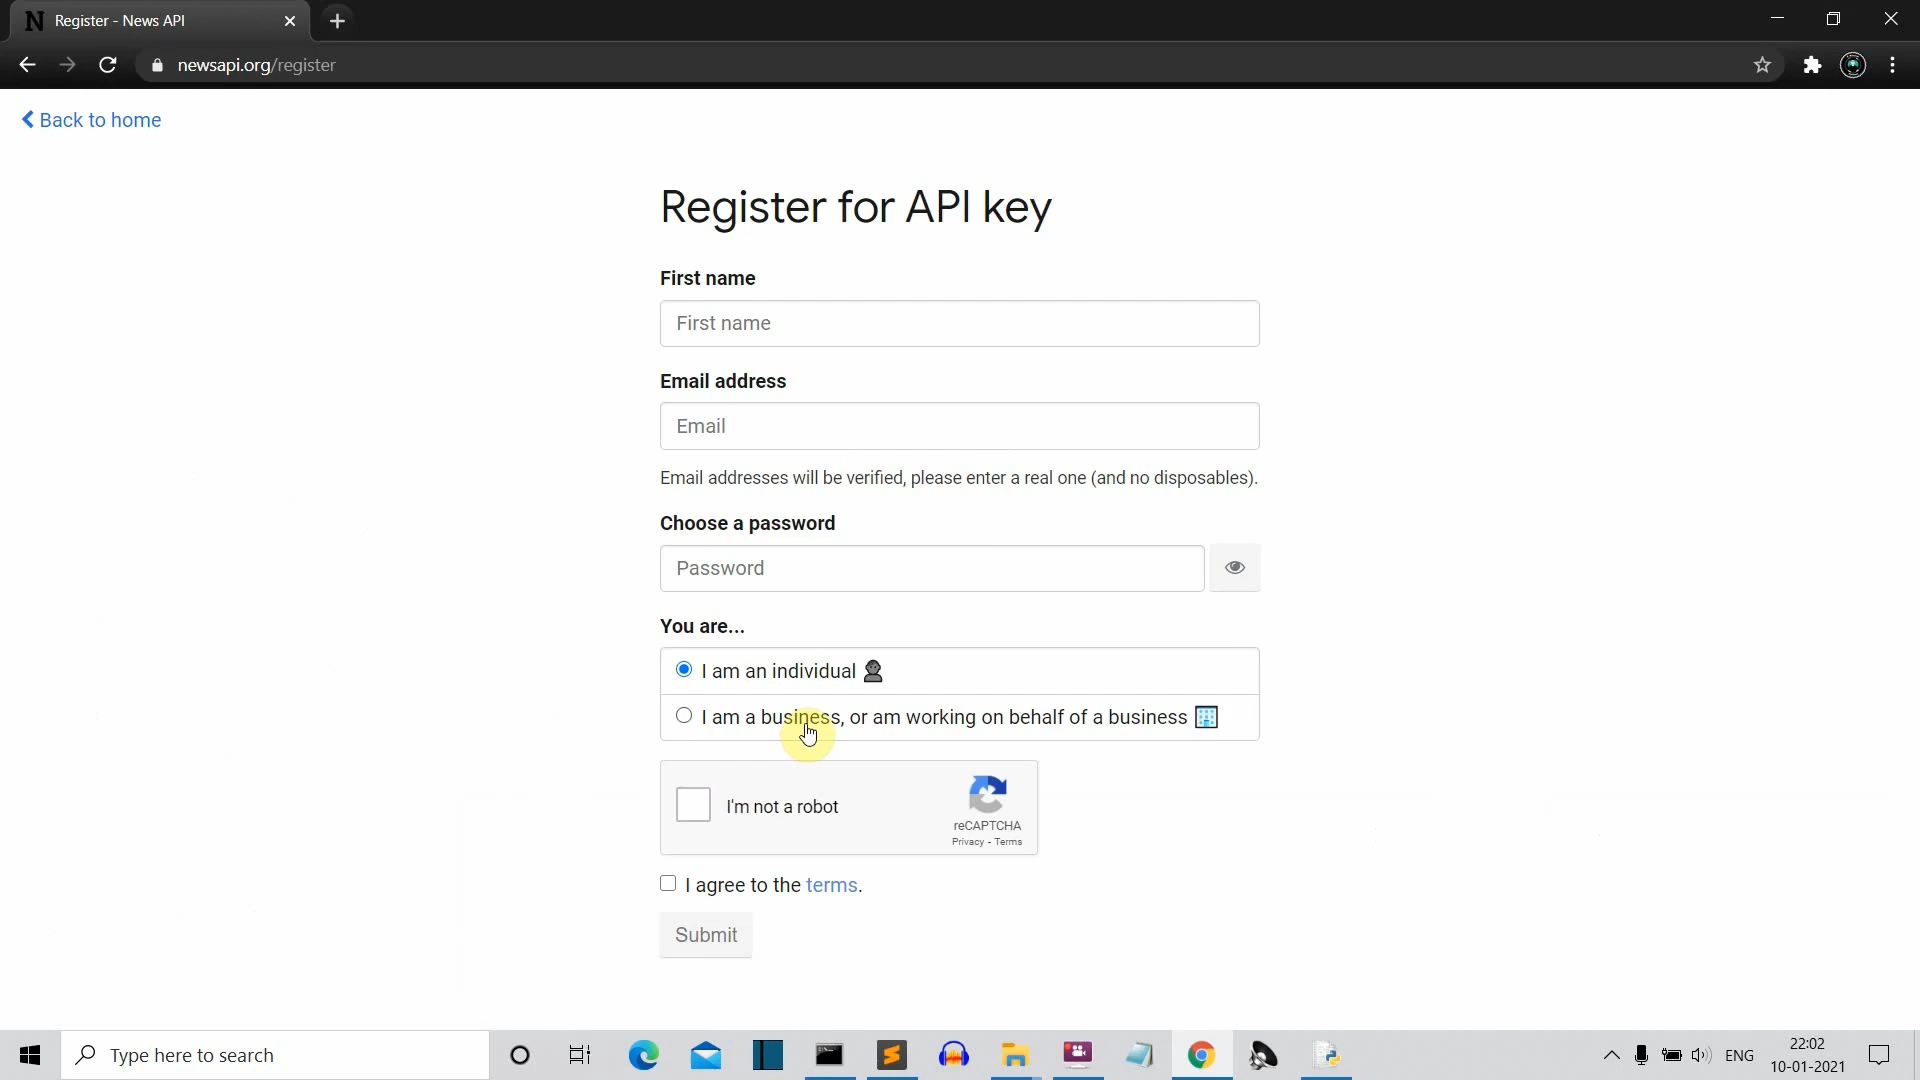 N Register - News API
newsapi.org/register
Back to home
Register for API key
First name
First name
Email address
Email
Email addresses will be verified, please enter a real one (and no disposables).
Choose a password
Password
You are...
I am an individual
I am a business, or am working on behalf of a business
I'm not a robot
reCAPTCHA
Privacy - Terms
I agree to the terms.
Submit
Type here to search
ENG
22:02
10-01-2021